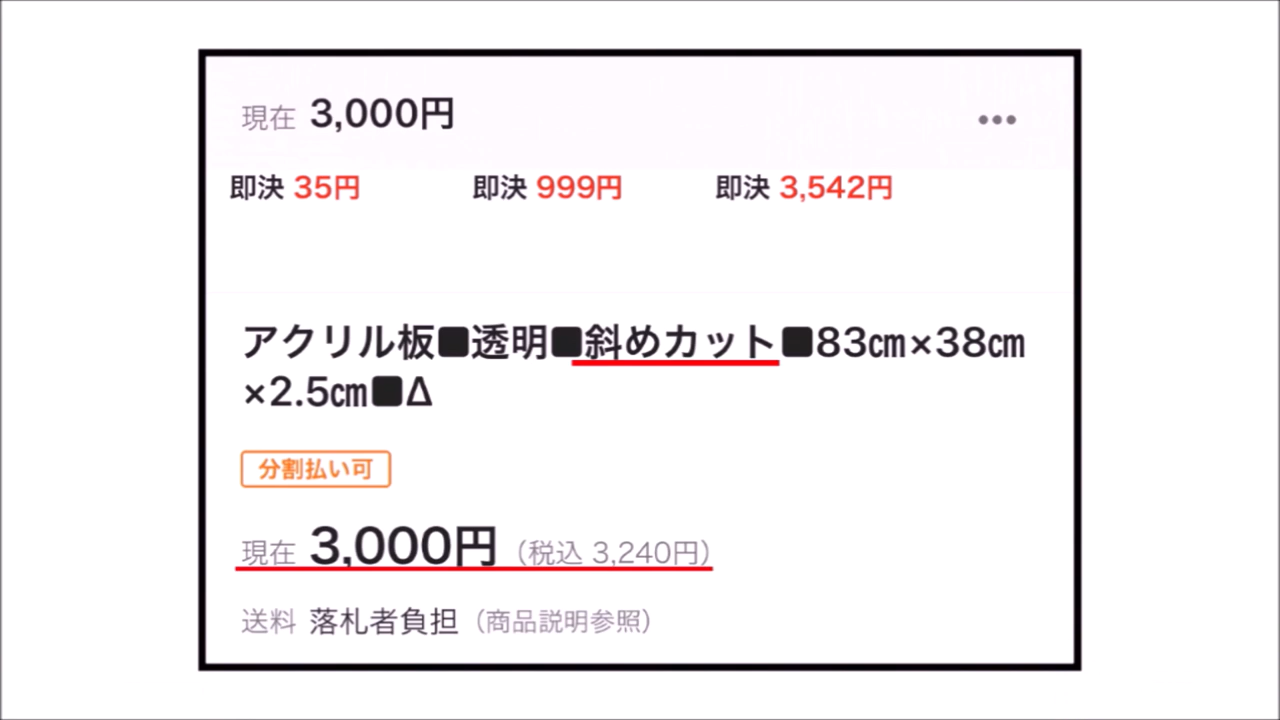 現在 3,000円 •••
即決 35円 即決 999円 即決 3,542円
アクリル板■透明■斜めカット■83㎝×38㎝
×2.5㎝■Δ
分割払い可
現在 3,000円（税込 3,240円）
送料 落札者負担（商品説明参照）